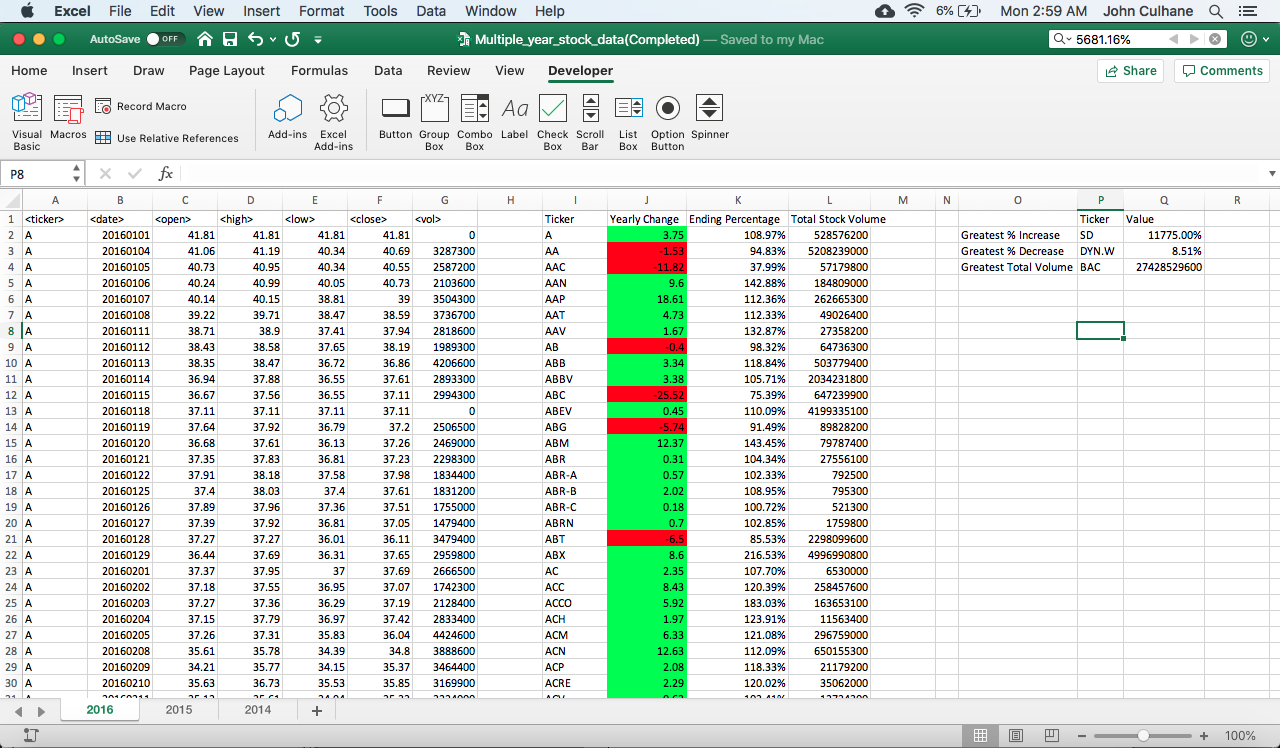 Excel File Edit View Insert Format Tools Data Window Help 6% Mon 2:59 AM John Culhane
AutoSave OFF Multiple_year_stock_data(Completed) — Saved to my Mac 5681.16%
Home Insert Draw Page Layout Formulas Data Review View Developer Share Comments
Visual Basic Macros Record Macro Use Relative References Add-ins Excel Add-ins Button Group Box Combo Box Label Check Box Scroll Bar List Box Option Button Spinner
P8 fx
A B C D E F G H I J K L M N O P Q R
1 <ticker> <date> <open> <high> <low> <close> <vol> Ticker Yearly Change Ending Percentage Total Stock Volume Ticker Value
2 A 20160101 41.81 41.81 41.81 41.81 0 A 3.75 108.97% 528576200 Greatest % Increase SD 11775.00%
3 A 20160104 41.06 41.19 40.34 40.69 3287300 AA -1.53 94.83% 5208239000 Greatest % Decrease DYN.W 8.51%
4 A 20160105 40.73 40.95 40.34 40.55 2587200 AAC -11.82 37.99% 57179800 Greatest Total Volume BAC 27428529600
5 A 20160106 40.24 40.99 40.05 40.73 2103600 AAN 9.6 142.88% 184809000
6 A 20160107 40.14 40.15 38.81 39 3504300 AAP 18.61 112.36% 262665300
7 A 20160108 39.22 39.71 38.47 38.59 3736700 AAT 4.73 112.33% 49026400
8 A 20160111 38.71 38.9 37.41 37.94 2818600 AAV 1.67 132.87% 27358200
9 A 20160112 38.43 38.58 37.65 38.19 1989300 AB -0.4 98.32% 64736300
10 A 20160113 38.35 38.47 36.72 36.86 4206600 ABB 3.34 118.84% 503779400
11 A 20160114 36.94 37.88 36.55 37.61 2893300 ABBV 3.38 105.71% 2034231800
12 A 20160115 36.67 37.56 36.55 37.11 2994300 ABC -25.52 75.39% 647239900
13 A 20160118 37.11 37.11 37.11 37.11 0 ABEV 0.45 110.09% 4199335100
14 A 20160119 37.64 37.92 36.79 37.2 2506500 ABG -5.74 91.49% 89828200
15 A 20160120 36.68 37.61 36.13 37.26 2469000 ABM 12.37 143.45% 79787400
16 A 20160121 37.35 37.83 36.81 37.23 2298300 ABR 0.31 104.34% 27556100
17 A 20160122 37.91 38.18 37.58 37.98 1834400 ABR-A 0.57 102.33% 792500
18 A 20160125 37.4 38.03 37.4 37.61 1831200 ABR-B 2.02 108.95% 795300
19 A 20160126 37.89 37.96 37.36 37.51 1755000 ABR-C 0.18 100.72% 521300
20 A 20160127 37.39 37.92 36.81 37.05 1479400 ABRN 0.7 102.85% 1759800
21 A 20160128 37.27 37.27 36.01 36.11 3479400 ABT -6.5 85.53% 2298099600
22 A 20160129 36.44 37.69 36.31 37.65 2959800 ABX 8.6 216.53% 4996990800
23 A 20160201 37.37 37.95 37 37.69 2666500 AC 2.35 107.70% 6530000
24 A 20160202 37.18 37.55 36.95 37.07 1742300 ACC 8.43 120.39% 258457600
25 A 20160203 37.27 37.36 36.29 37.19 2128400 ACCO 5.92 183.03% 163653100
26 A 20160204 37.15 37.79 36.97 37.42 2833400 ACH 1.97 123.91% 11563400
27 A 20160205 37.26 37.31 35.83 36.04 4424600 ACM 6.33 121.08% 296759000
28 A 20160208 35.61 35.78 34.39 34.8 3888600 ACN 12.63 112.09% 650155300
29 A 20160209 34.21 35.77 34.15 35.37 3464400 ACP 2.08 118.33% 21179200
30 A 20160210 35.63 36.73 35.53 35.85 3169900 ACRE 2.29 120.02% 35062000
2016 2015 2014 +
100%